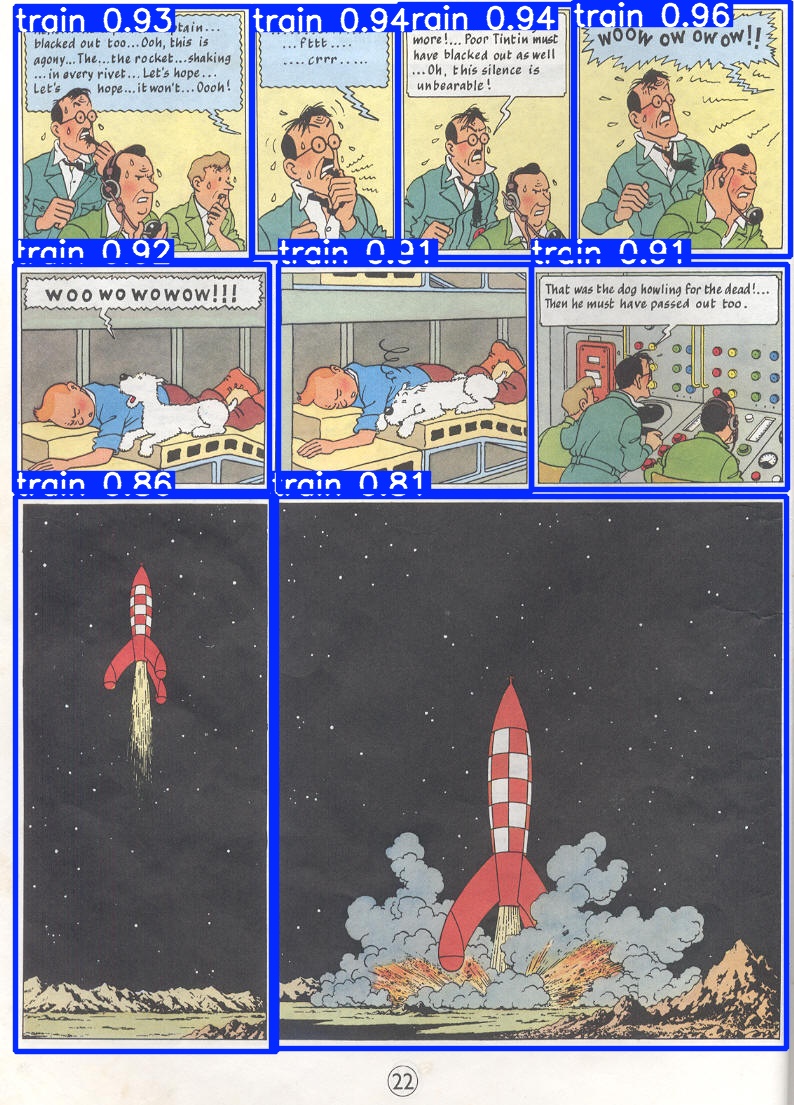 train 0.93
tain...
blacked out too...Ooh, this is
agony...The...the rocket...shaking
...in every rivet...Let's hope...
Let's hope...it won't...Oooh!
train 0.94
...fttt....
....crrr.....
train 0.94
more!...Poor Tintin must
have blacked out as well
...Oh, this silence is
unbearable!
train 0.96
WOOW OW OW OW!!
train 0.92
WOO WO WOWOW!!!
train 0.91
train 0.91
That was the dog howling for the dead!...
Then he must have passed out too.
train 0.86
train 0.81
22